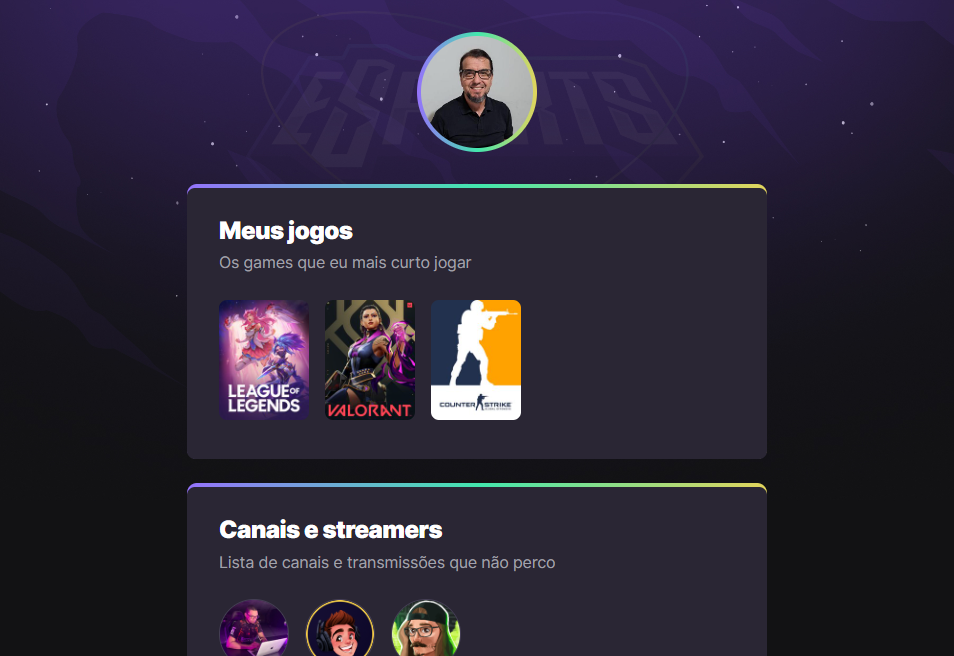 ESPORTS
Meus jogos
Os games que eu mais curto jogar
LEAGUE OF
LEGENDS
VALORANT
COUNTER STRIKE
Canais e streamers
Lista de canais e transmissões que não perco